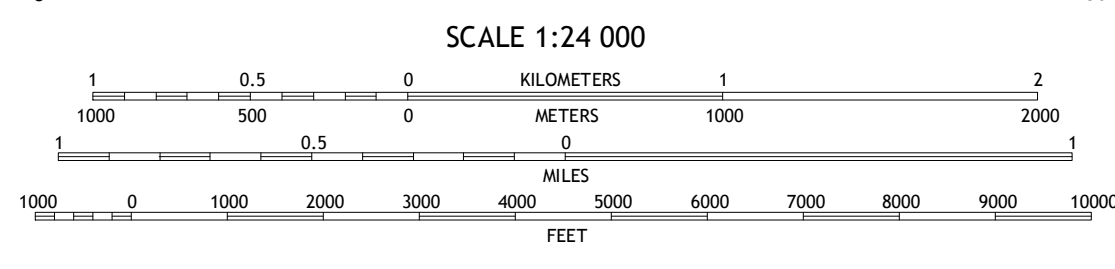 SCALE 1:24 000
1 0.5 0 KILOMETERS 1 2
1000 500 0 METERS 1000 2000
1 0.5 0 1
MILES
1000 0 1000 2000 3000 4000 5000 6000 7000 8000 9000 10000
FEET